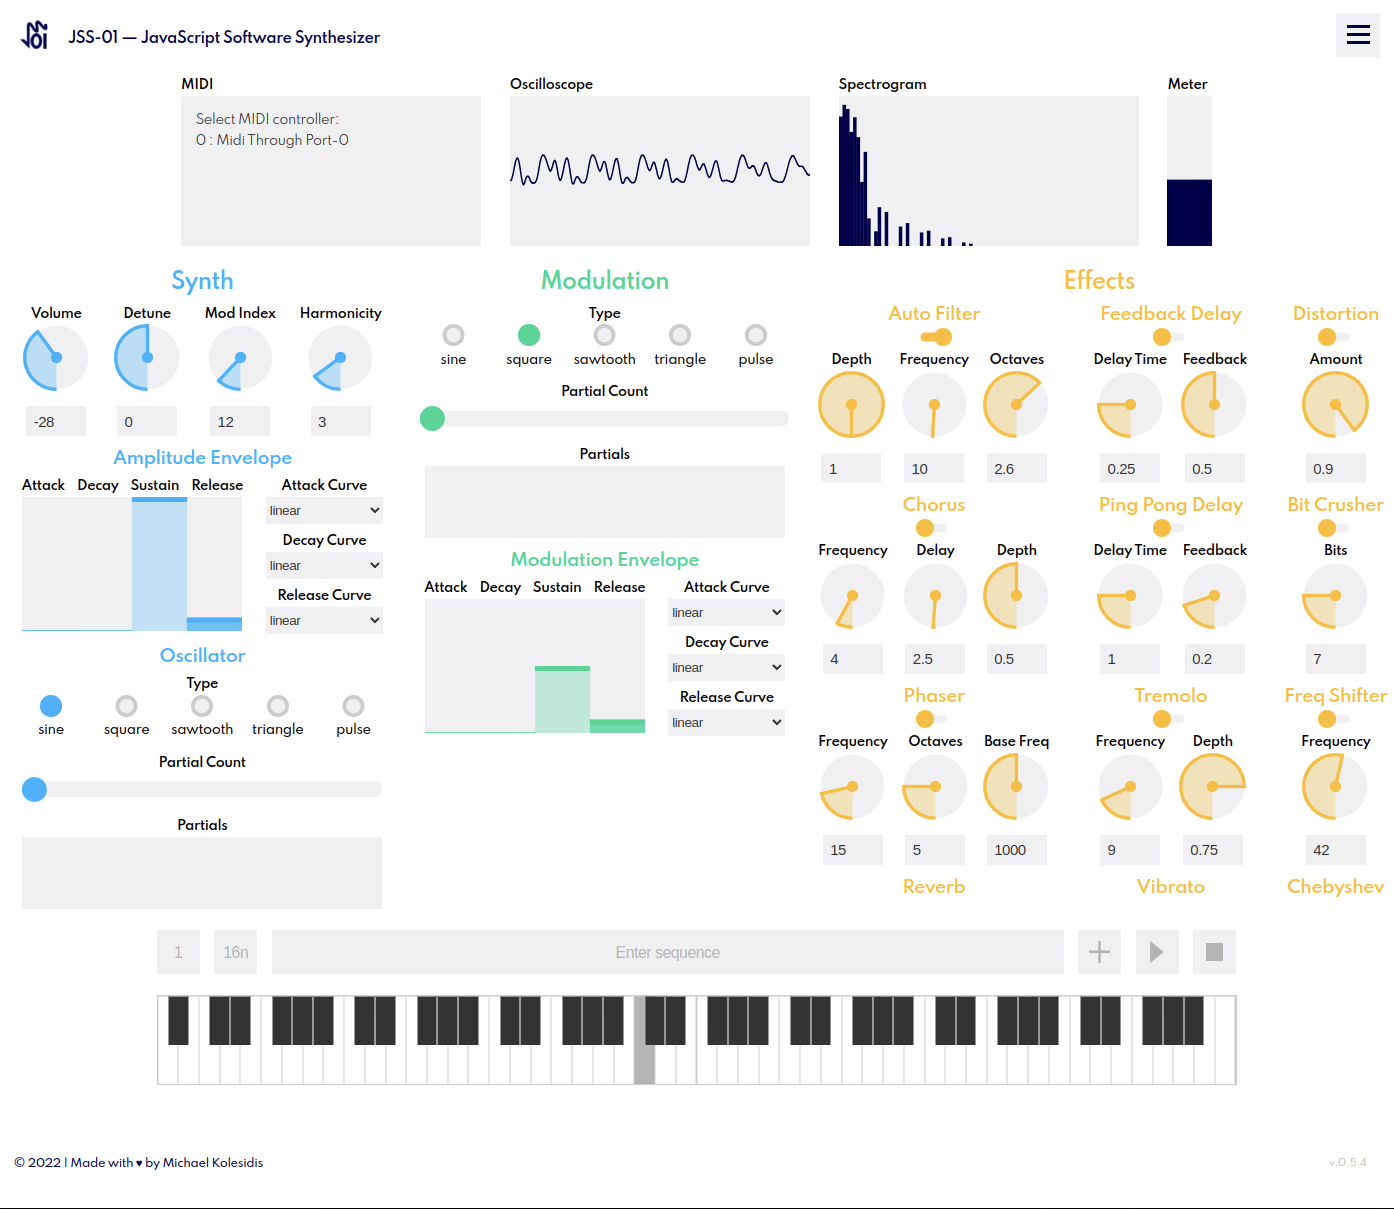 JSS-01 — JavaScript Software Synthesizer
MIDI
Select MIDI controller:
0 : Midi Through Port-0
Oscilloscope
Spectrogram
Meter
Synth
Volume Detune Mod Index Harmonicity
-28 0 12 3
Amplitude Envelope
Attack Decay Sustain Release
Attack Curve
linear
Decay Curve
linear
Release Curve
linear
Oscillator
Type
sine square sawtooth triangle pulse
Partial Count
Partials
Modulation
Type
sine square sawtooth triangle pulse
Partial Count
Partials
Modulation Envelope
Attack Decay Sustain Release
Attack Curve
linear
Decay Curve
linear
Release Curve
linear
Effects
Auto Filter
Depth Frequency Octaves
1 10 2.6
Feedback Delay
Delay Time Feedback
0.25 0.5
Distortion
Amount
0.9
Chorus
Frequency Delay Depth
4 2.5 0.5
Ping Pong Delay
Delay Time Feedback
1 0.2
Bit Crusher
Bits
7
Phaser
Frequency Octaves Base Freq
15 5 1000
Tremolo
Frequency Depth
9 0.75
Freq Shifter
Frequency
42
Reverb
Vibrato
Chebyshev
1 16n Enter sequence
© 2022 | Made with ♥ by Michael Kolesidis
v.0.5.4